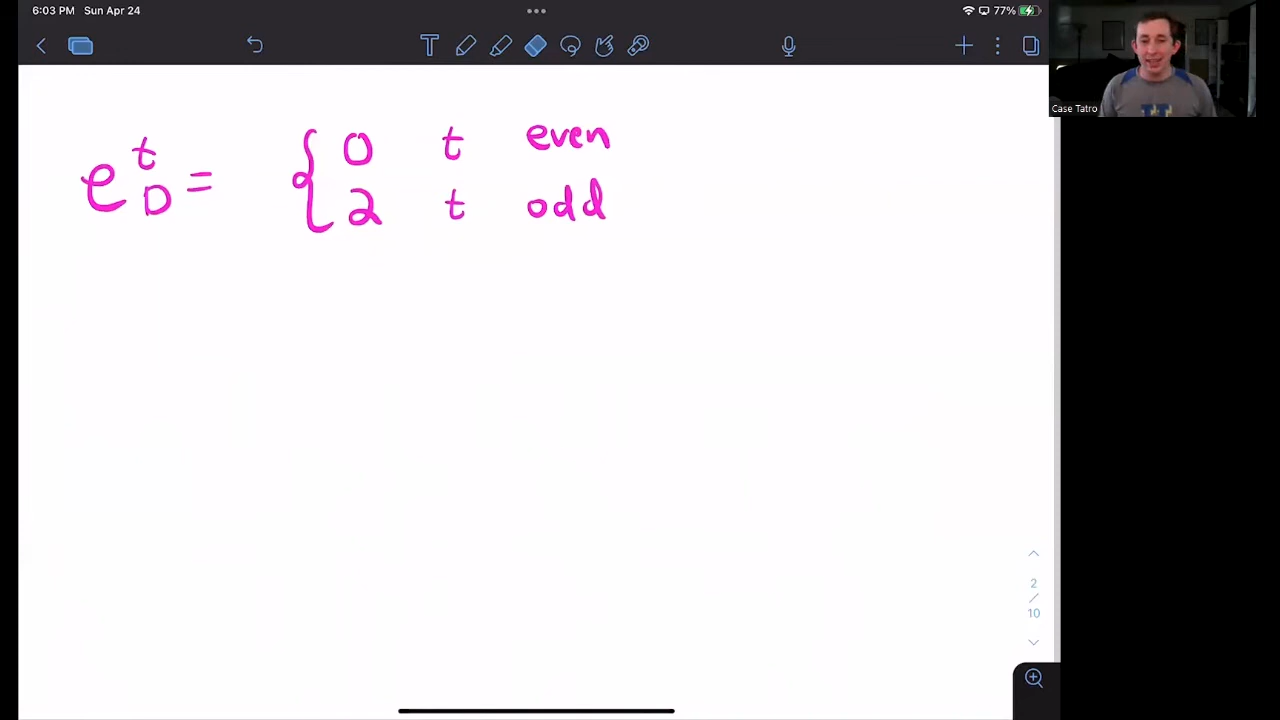 6:03 PM Sun Apr 24
77%
Case Tatro
e^t_D = { 0 t even
2 t odd
2
/
10